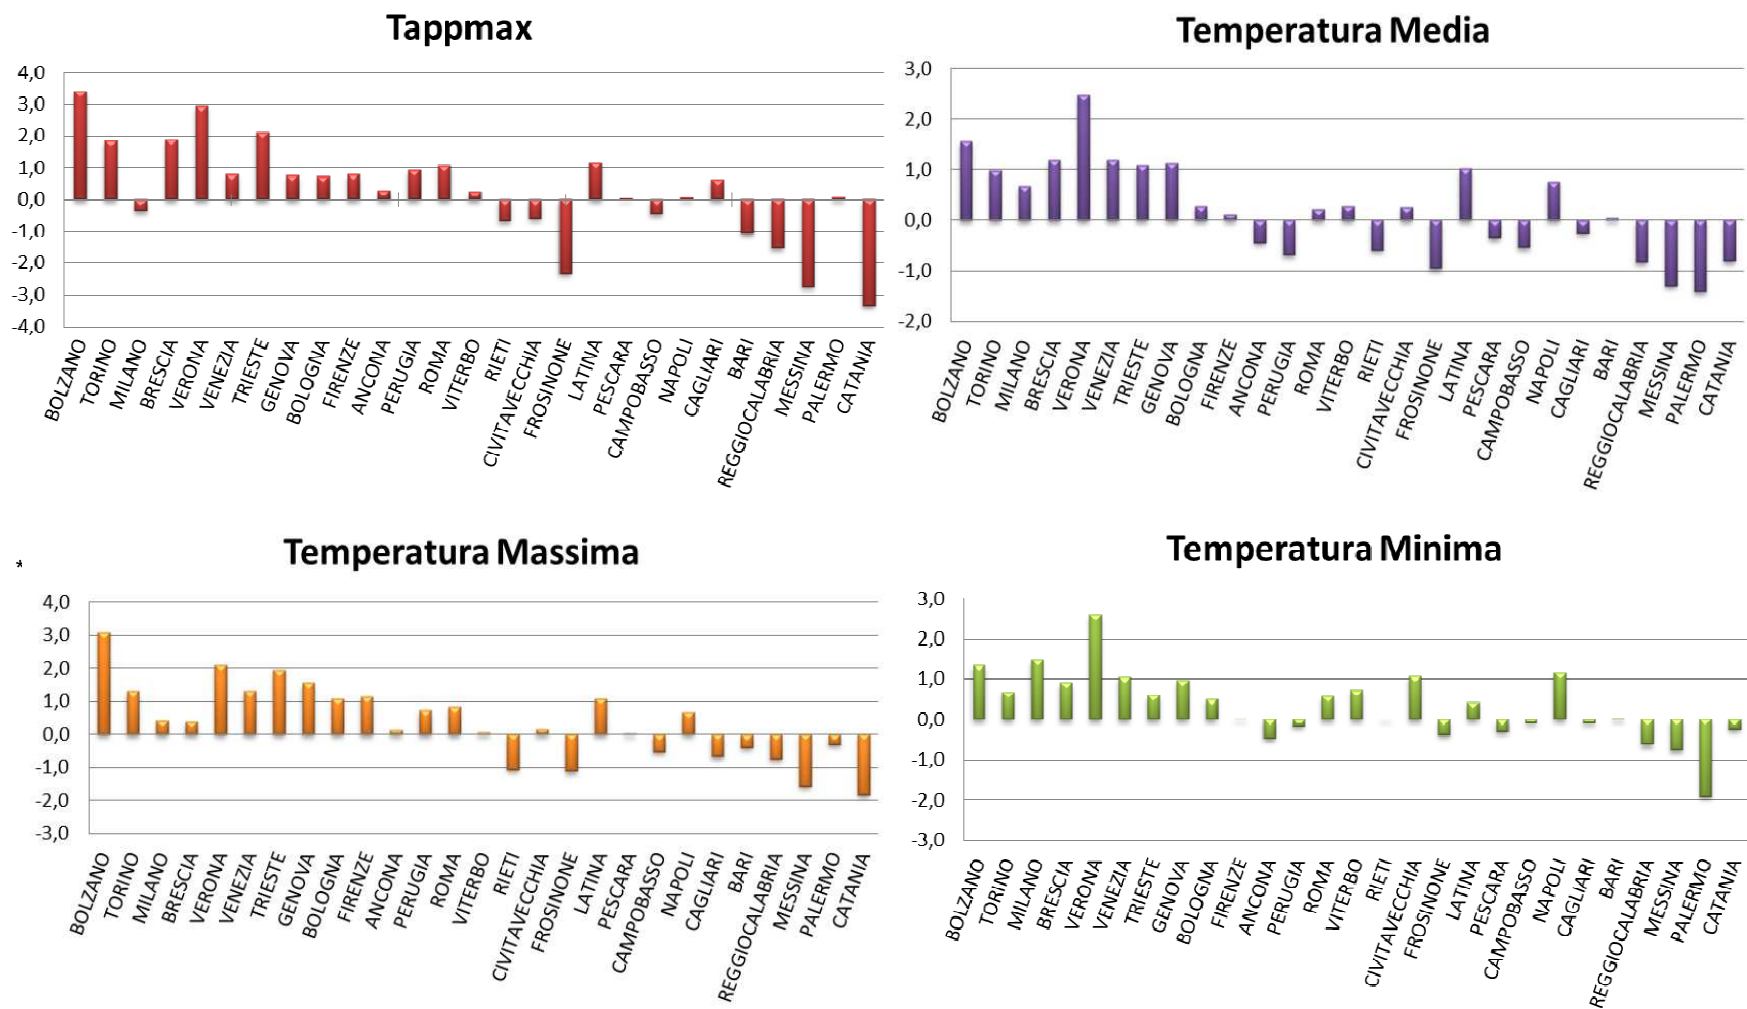 Tappmax
4,0
3,0
2,0
1,0
0,0
-1,0
-2,0
-3,0
-4,0
BOLZANO
TORINO
MILANO
BRESCIA
VERONA
VENEZIA
TRIESTE
GENOVA
BOLOGNA
FIRENZE
ANCONA
PERUGIA
ROMA
VITERBO
RIETI
CIVITAVECCHIA
FROSINONE
LATINA
PESCARA
CAMPOBASSO
NAPOLI
CAGLIARI
BARI
REGGIOCALABRIA
MESSINA
PALERMO
CATANIA
Temperatura Media
3,0
2,0
1,0
0,0
-1,0
-2,0
BOLZANO
TORINO
MILANO
BRESCIA
VERONA
VENEZIA
TRIESTE
GENOVA
BOLOGNA
FIRENZE
ANCONA
PERUGIA
ROMA
VITERBO
RIETI
CIVITAVECCHIA
FROSINONE
LATINA
PESCARA
CAMPOBASSO
NAPOLI
CAGLIARI
BARI
REGGIOCALABRIA
MESSINA
PALERMO
CATANIA
*
Temperatura Massima
4,0
3,0
2,0
1,0
0,0
-1,0
-2,0
-3,0
BOLZANO
TORINO
MILANO
BRESCIA
VERONA
VENEZIA
TRIESTE
GENOVA
BOLOGNA
FIRENZE
ANCONA
PERUGIA
ROMA
VITERBO
RIETI
CIVITAVECCHIA
FROSINONE
LATINA
PESCARA
CAMPOBASSO
NAPOLI
CAGLIARI
BARI
REGGIOCALABRIA
MESSINA
PALERMO
CATANIA
Temperatura Minima
3,0
2,0
1,0
0,0
-1,0
-2,0
-3,0
BOLZANO
TORINO
MILANO
BRESCIA
VERONA
VENEZIA
TRIESTE
GENOVA
BOLOGNA
FIRENZE
ANCONA
PERUGIA
ROMA
VITERBO
RIETI
CIVITAVECCHIA
FROSINONE
LATINA
PESCARA
CAMPOBASSO
NAPOLI
CAGLIARI
BARI
REGGIOCALABRIA
MESSINA
PALERMO
CATANIA